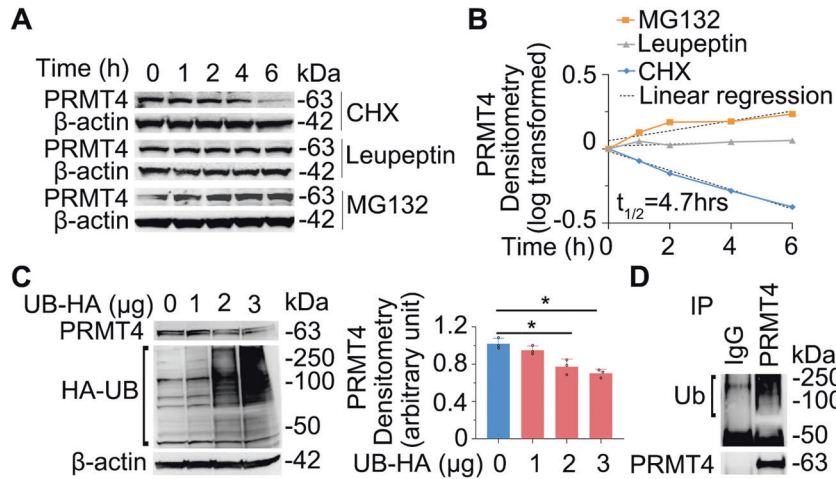 A
Time (h) 0 1 2 4 6 kDa
PRMT4 -63
β-actin -42
CHX
PRMT4 -63
β-actin -42
Leupeptin
PRMT4 -63
β-actin -42
MG132
B
MG132
Leupeptin
CHX
Linear regression
PRMT4
Densitometry
(log transformed)
0.5
0
-0.5
t1/2=4.7hrs
Time (h) 0 2 4 6
C
UB-HA (μg) 0 1 2 3 kDa
PRMT4 -63
HA-UB
-250
-100
-50
β-actin -42
PRMT4
Densitometry
(arbitrary unit)
1.2
0.8
0.4
0
* 
*
UB-HA (μg) 0 1 2 3
D
IP
IgG
PRMT4
kDa
Ub
-250
-100
-50
PRMT4 -63